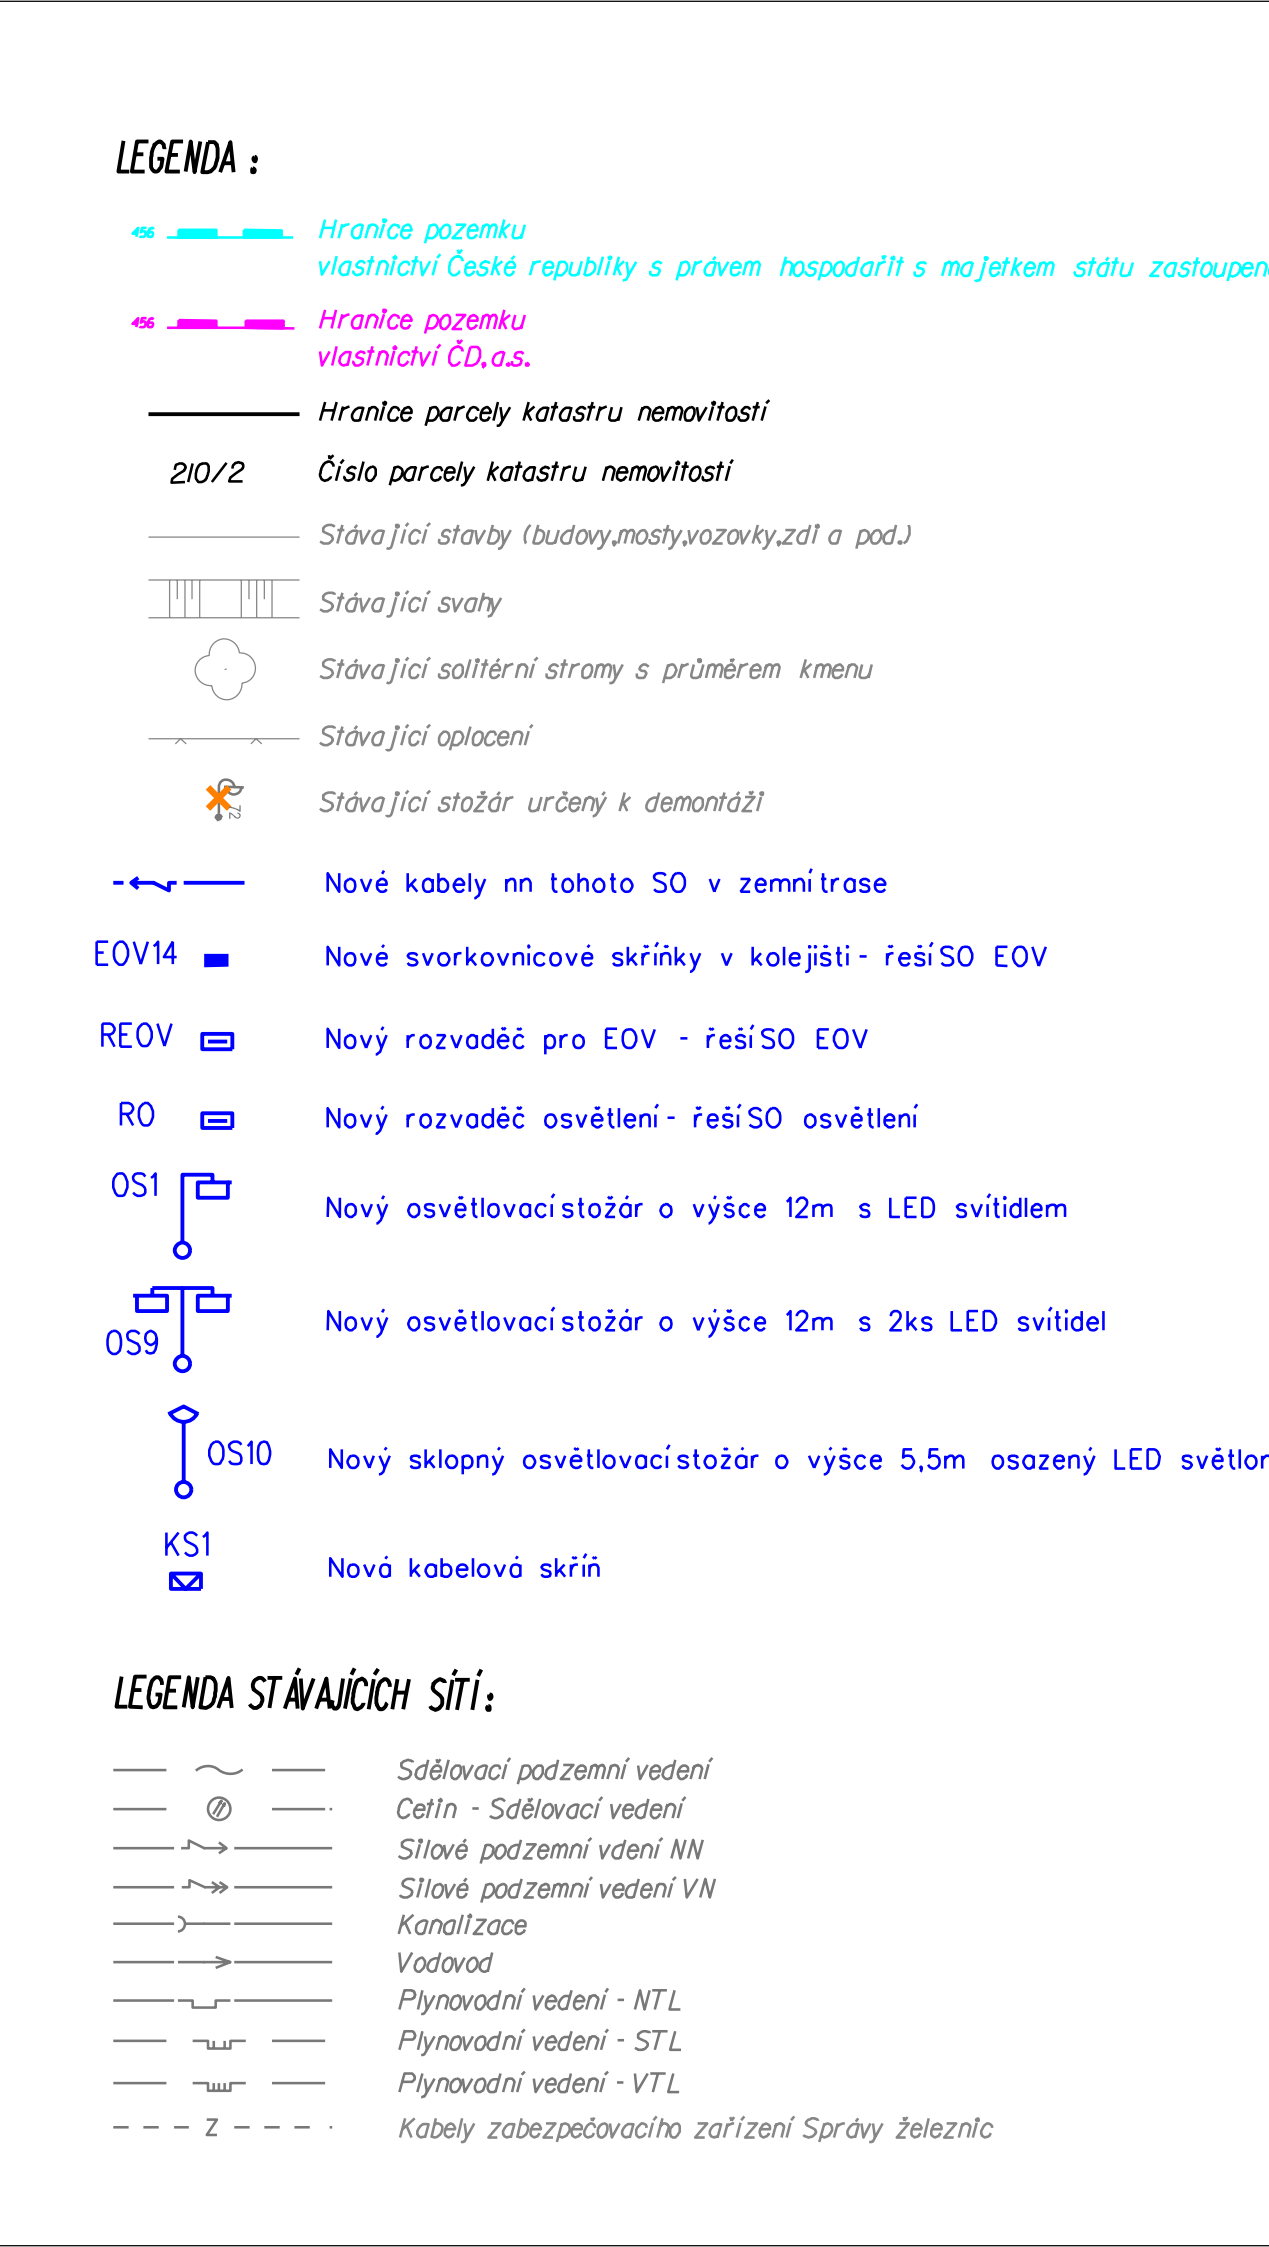 LEGENDA :
456 Hranice pozemku
vlastnictví České republiky s právem hospodařit s majetkem státu
456 Hranice pozemku
vlastnictví ČD,a.s.
Hranice parcely katastru nemovitostí
210/2 Číslo parcely katastru nemovitostí
Stávající stavby (budovy,mosty,vozovky,zdi a pod.)
Stávající svahy
Stávající solitérní stromy s průměrem kmenu
Stávající oplocení
72 Stávající stožár určený k demontáži
Nové kabely nn tohoto SO v zemní trase
EOV14 Nové svorkovnicové skříňky v kolejišti - řeší SO EOV
REOV Nový rozvaděč pro EOV - řeší SO EOV
RO Nový rozvaděč osvětlení - řeší SO osvětlení
OS1 Nový osvětlovací stožár o výšce 12m s LED svítidlem
OS9 Nový osvětlovací stožár o výšce 12m s 2ks LED svítidel
OS10 Nový sklopný osvětlovací stožár o výšce 5,5m osazený LED
KS1
Nová kabelová skříň
LEGENDA STÁVAJÍCÍCH SÍTÍ:
Sdělovací podzemní vedení
Cetin - Sdělovací vedení
Silové podzemní vdení NN
Silové podzemní vedení VN
Kanalizace
Vodovod
Plynovodní vedení - NTL
Plynovodní vedení - STL
Plynovodní vedení - VTL
Z Kabely zabezpečovacího zařízení Správy železnic